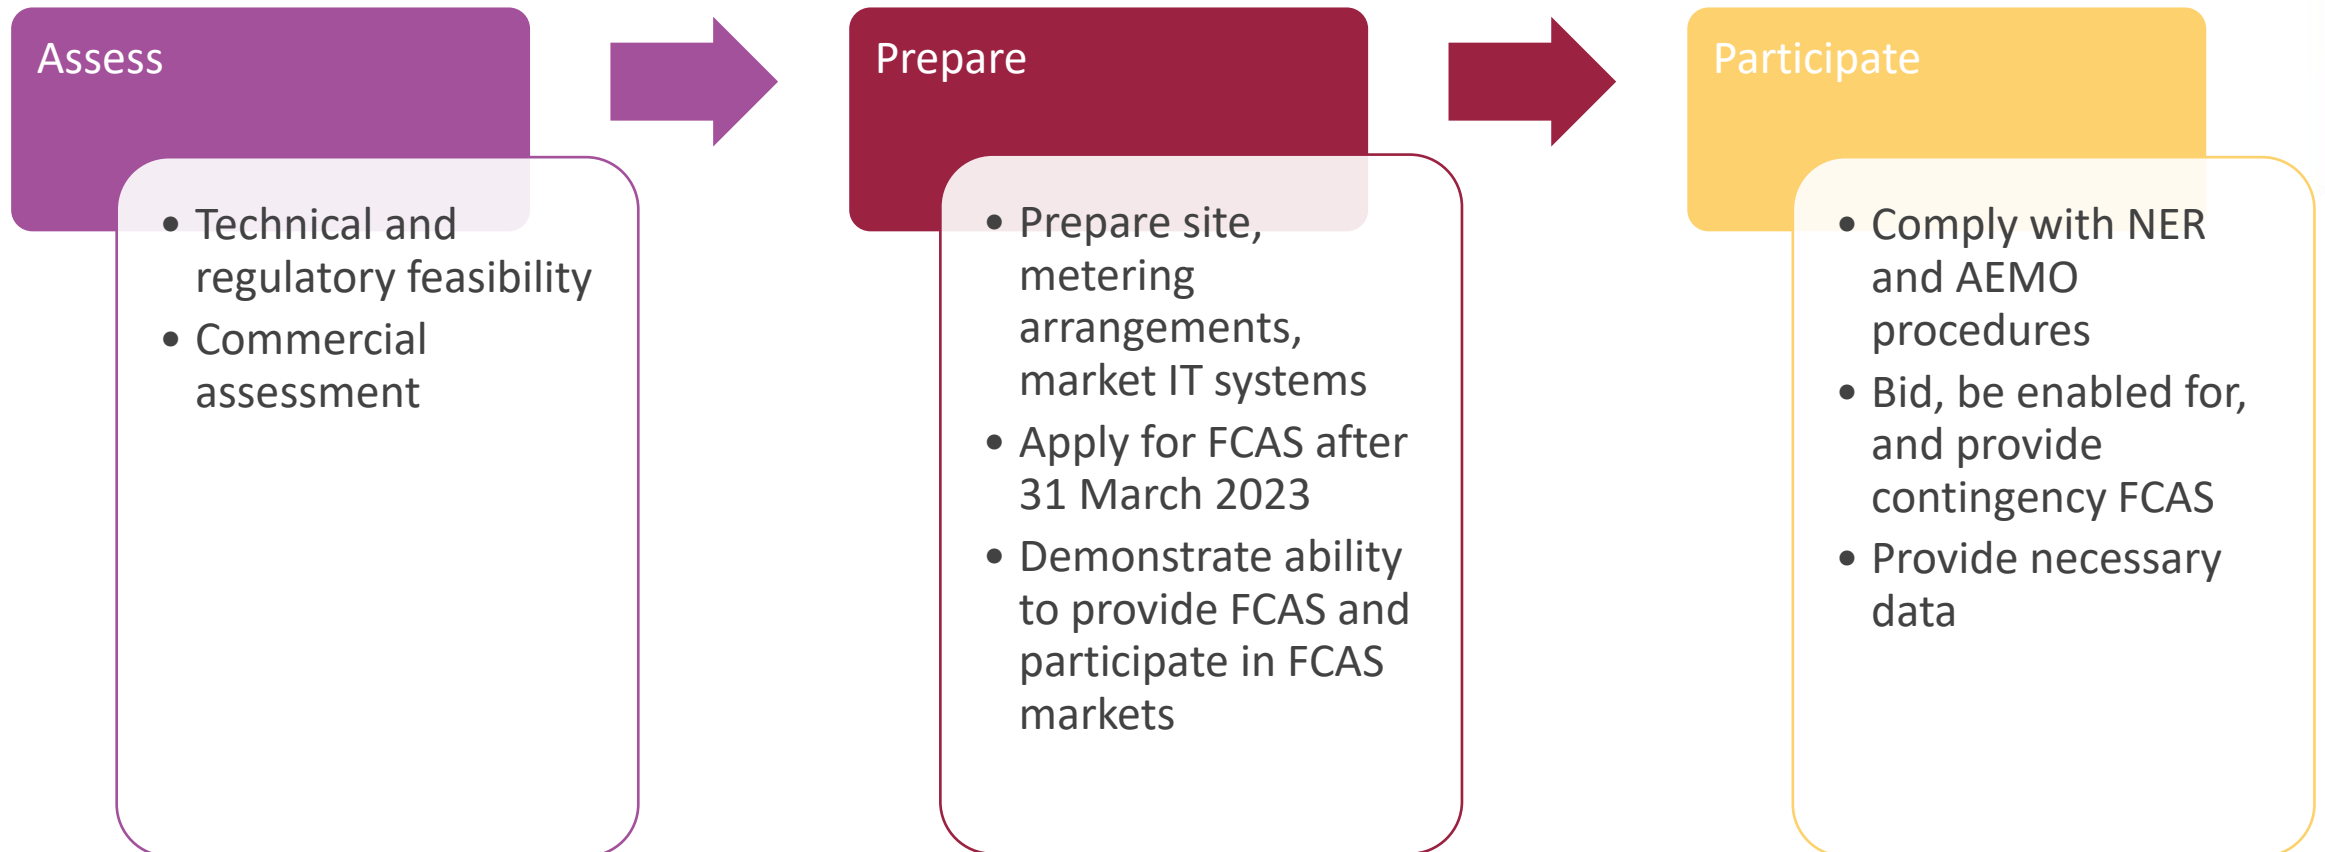 Assess
• Technical and
regulatory feasibility
• Commercial
assessment
Prepare
• Prepare site,
metering
arrangements,
market IT systems
• Apply for FCAS after
31 March 2023
• Demonstrate ability
to provide FCAS and
participate in FCAS
markets
Participate
• Comply with NER
and AEMO
procedures
• Bid, be enabled for,
and provide
contingency FCAS
• Provide necessary
data